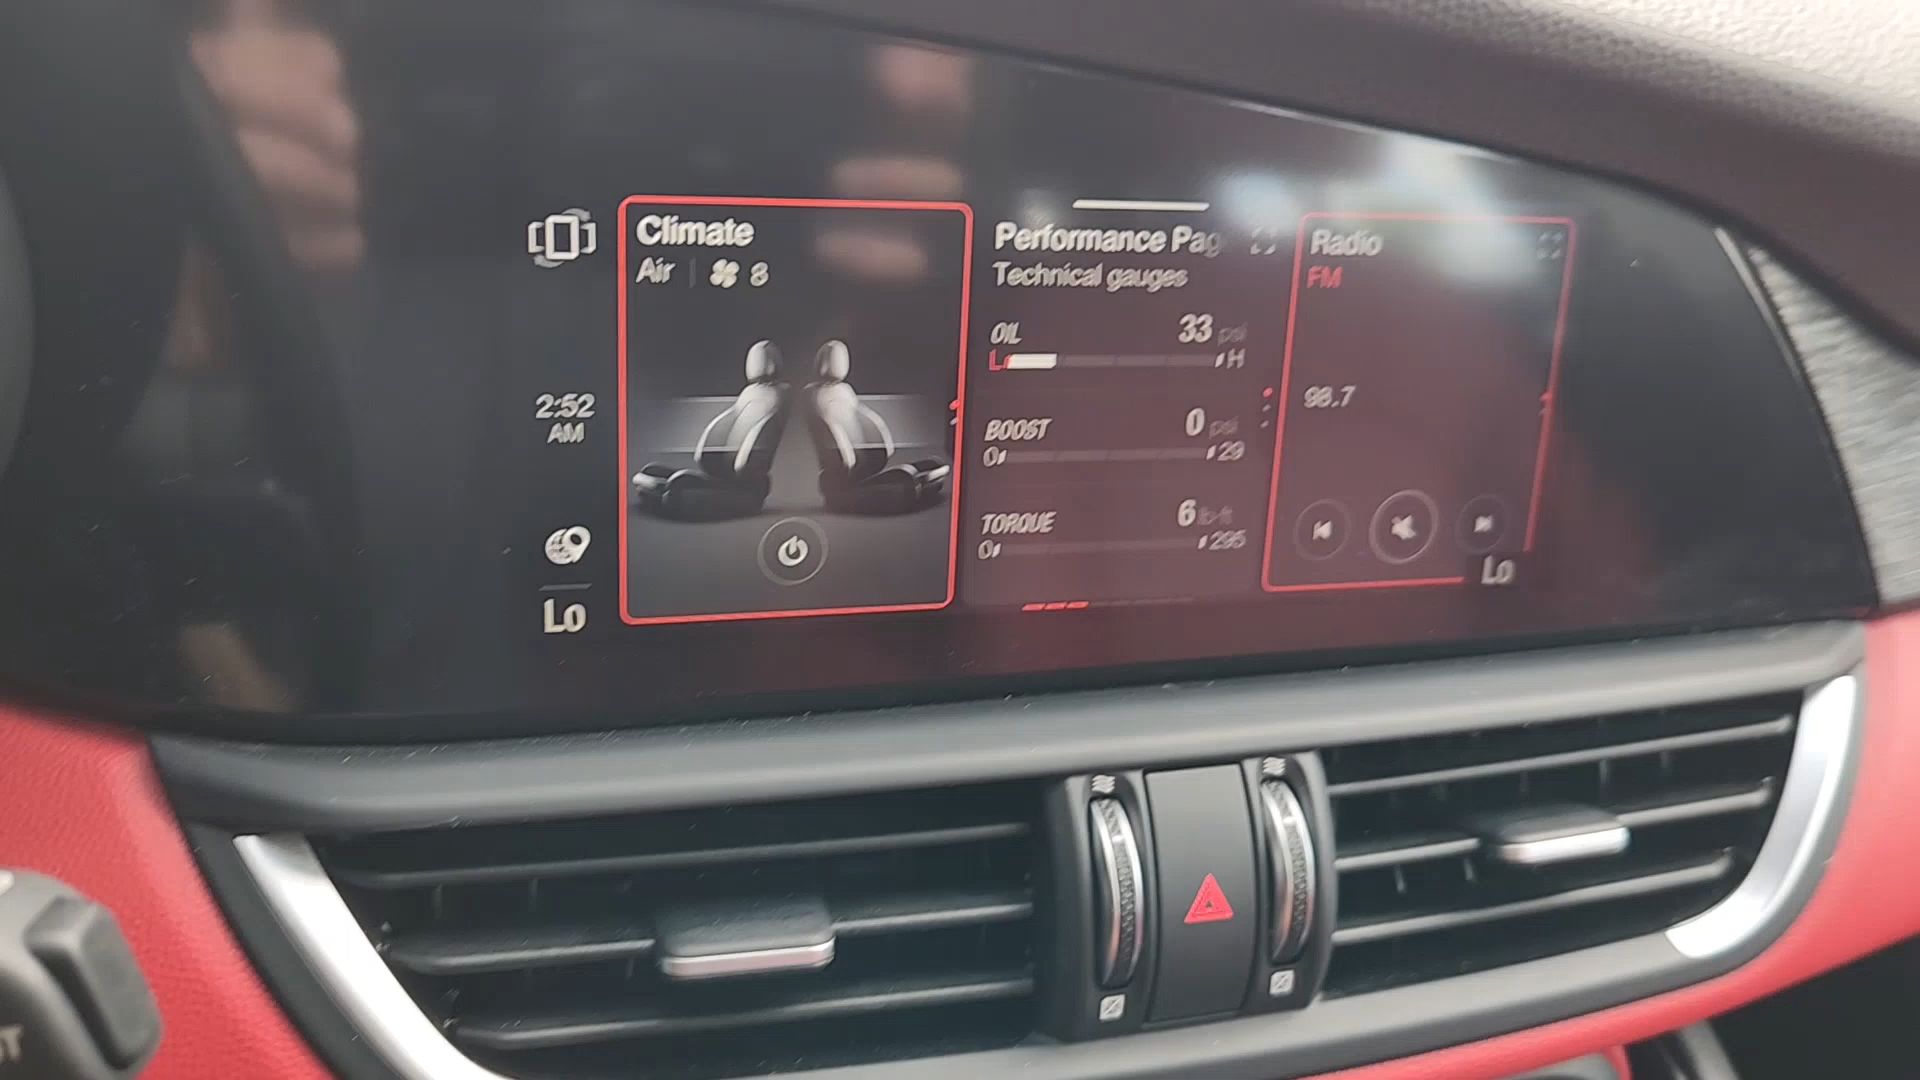 Climate
Air 8
2:52
AM
Lo
Performance Pag
Technical gauges
OIL 33 psi
L H
BOOST 0 psi
0 29
TORQUE 6 lb-ft
0 295
Radio
FM
98.7
Lo